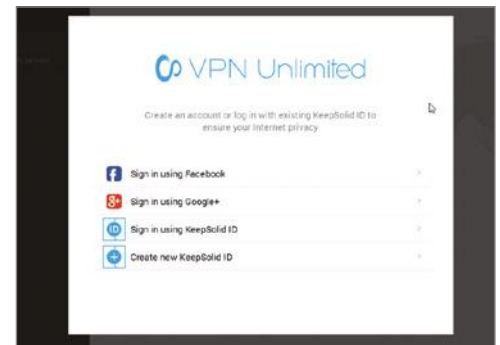 VPN Unlimited
Create an account or log in with existing KeepSolid ID to
ensure your Internet privacy
Sign in using Facebook
Sign in using Google+
Sign in using KeepSolid ID
Create new KeepSolid ID